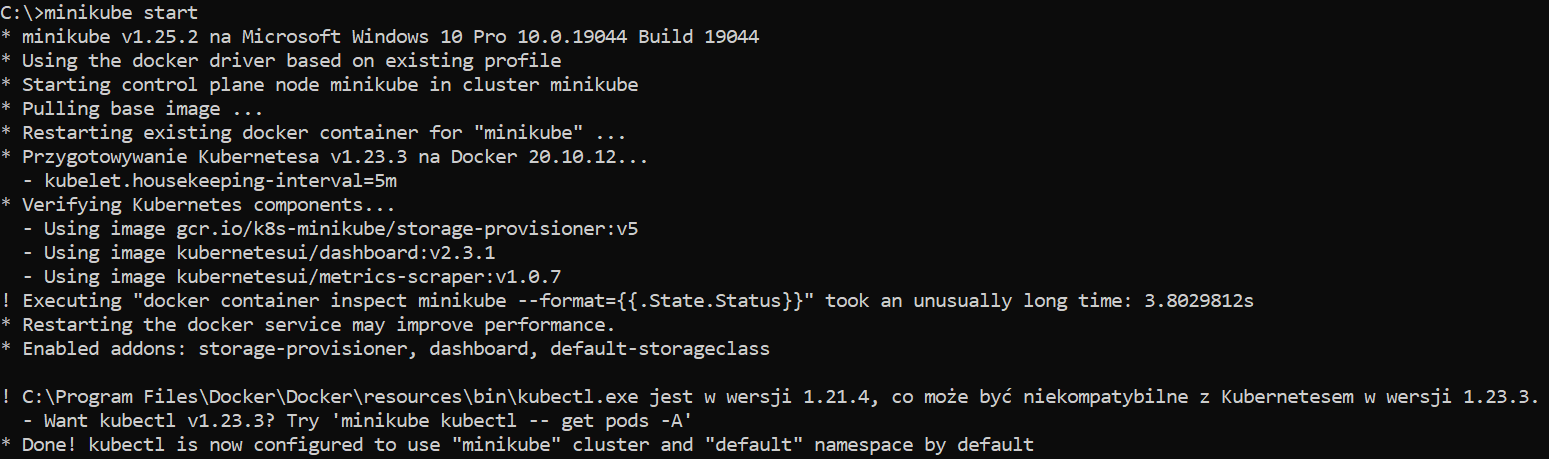 C:\>minikube start
* minikube v1.25.2 na Microsoft Windows 10 Pro 10.0.19044 Build 19044
* Using the docker driver based on existing profile
* Starting control plane node minikube in cluster minikube
* Pulling base image ...
* Restarting existing docker container for "minikube" ...
* Przygotowywanie Kubernetesa v1.23.3 na Docker 20.10.12...
  - kubelet.housekeeping-interval=5m
* Verifying Kubernetes components...
  - Using image gcr.io/k8s-minikube/storage-provisioner:v5
  - Using image kubernetesui/dashboard:v2.3.1
  - Using image kubernetesui/metrics-scraper:v1.0.7
! Executing "docker container inspect minikube --format={{.State.Status}}" took an unusually long time: 3.8029812s
* Restarting the docker service may improve performance.
* Enabled addons: storage-provisioner, dashboard, default-storageclass
! C:\Program Files\Docker\Docker\resources\bin\kubectl.exe jest w wersji 1.21.4, co może być niekompatybilne z Kubernetesem w wersji 1.23.3.
  - Want kubectl v1.23.3? Try 'minikube kubectl -- get pods -A'
* Done! kubectl is now configured to use "minikube" cluster and "default" namespace by default